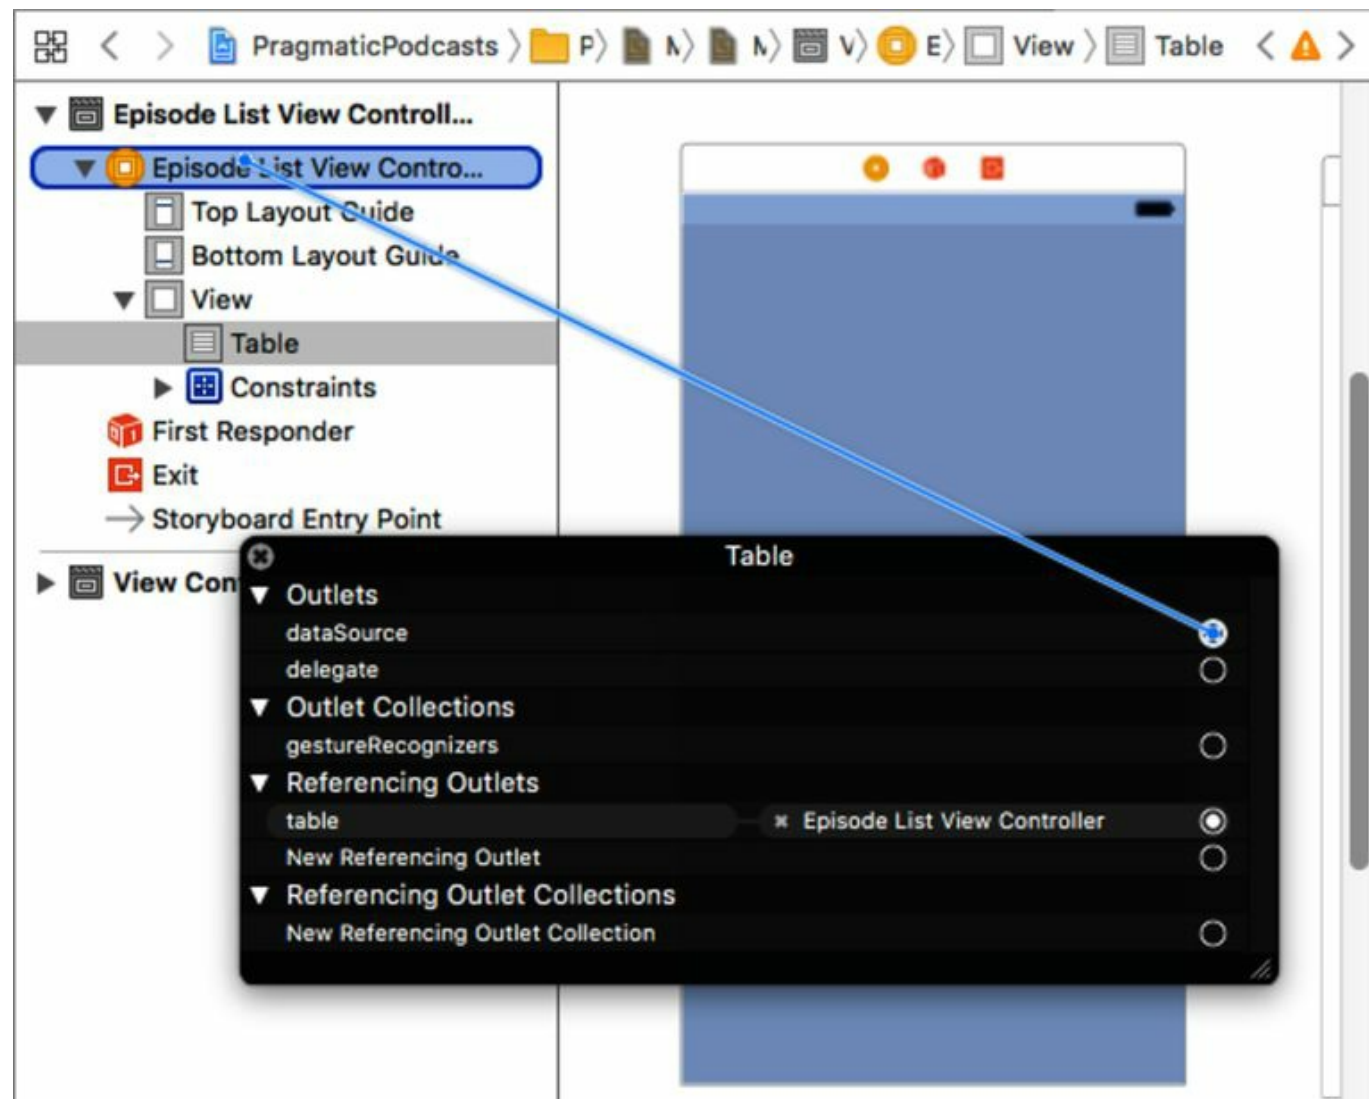 PragmaticPodcasts P M M V E View Table
Episode List View Controll...
Episode List View Contro...
Top Layout Guide
Bottom Layout Guide
View
Table
Constraints
First Responder
Exit
Storyboard Entry Point
View Con
Table
Outlets
dataSource
delegate
Outlet Collections
gestureRecognizers
Referencing Outlets
table Episode List View Controller
New Referencing Outlet
Referencing Outlet Collections
New Referencing Outlet Collection